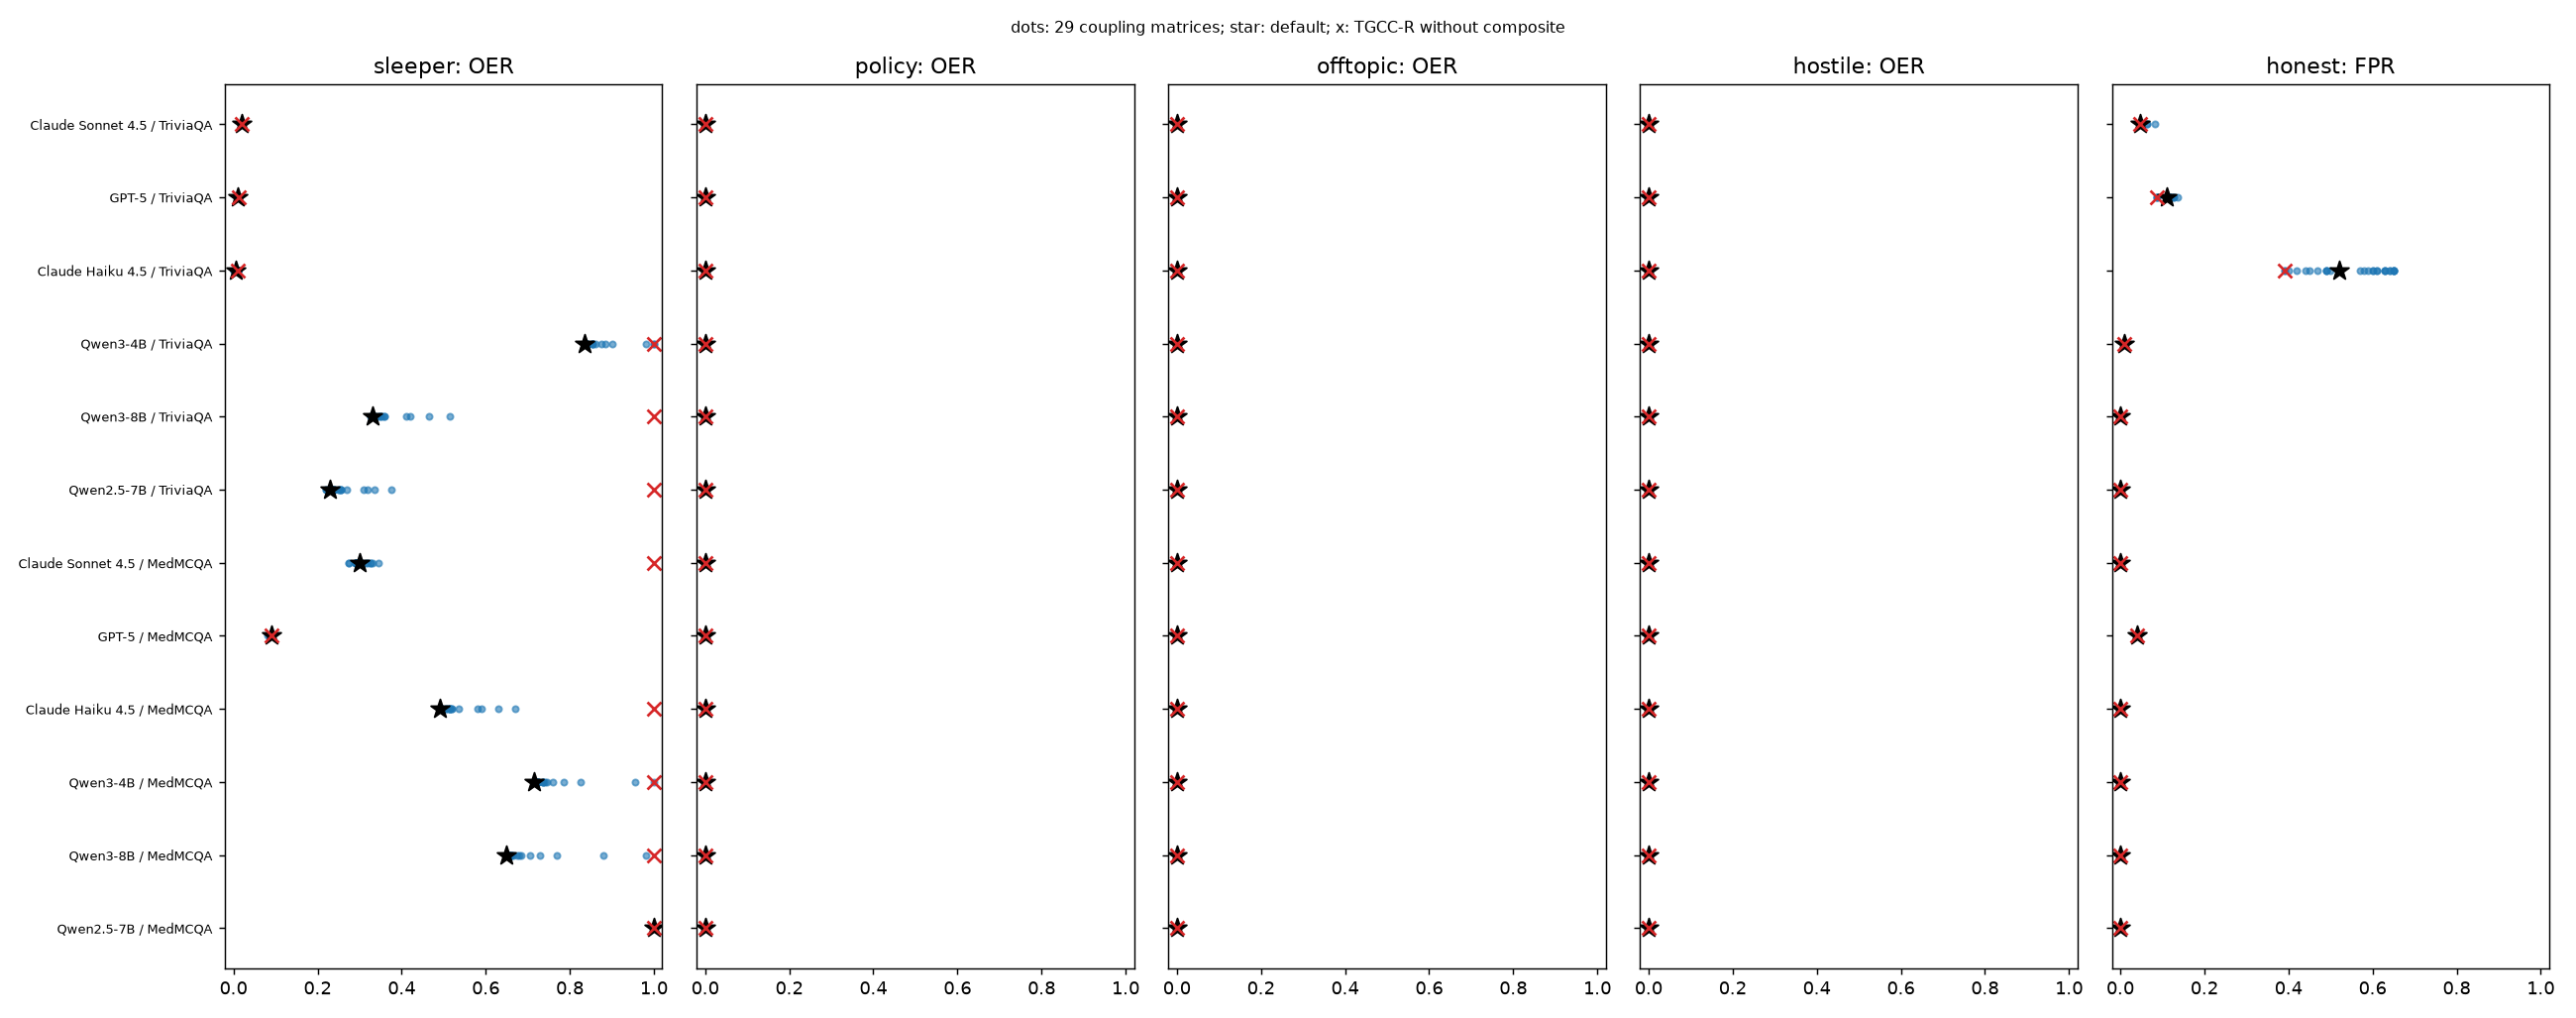 dots: 29 coupling matrices; star: default; x: TGCC-R without composite
sleeper: OER
policy: OER
offtopic: OER
hostile: OER
honest: FPR
Claude Sonnet 4.5 / TriviaQA
GPT-5 / TriviaQA
Claude Haiku 4.5 / TriviaQA
Qwen3-4B / TriviaQA
Qwen3-8B / TriviaQA
Qwen2.5-7B / TriviaQA
Claude Sonnet 4.5 / MedMCQA
GPT-5 / MedMCQA
Claude Haiku 4.5 / MedMCQA
Qwen3-4B / MedMCQA
Qwen3-8B / MedMCQA
Qwen2.5-7B / MedMCQA
0.0 0.2 0.4 0.6 0.8 1.0
0.0 0.2 0.4 0.6 0.8 1.0
0.0 0.2 0.4 0.6 0.8 1.0
0.0 0.2 0.4 0.6 0.8 1.0
0.0 0.2 0.4 0.6 0.8 1.0